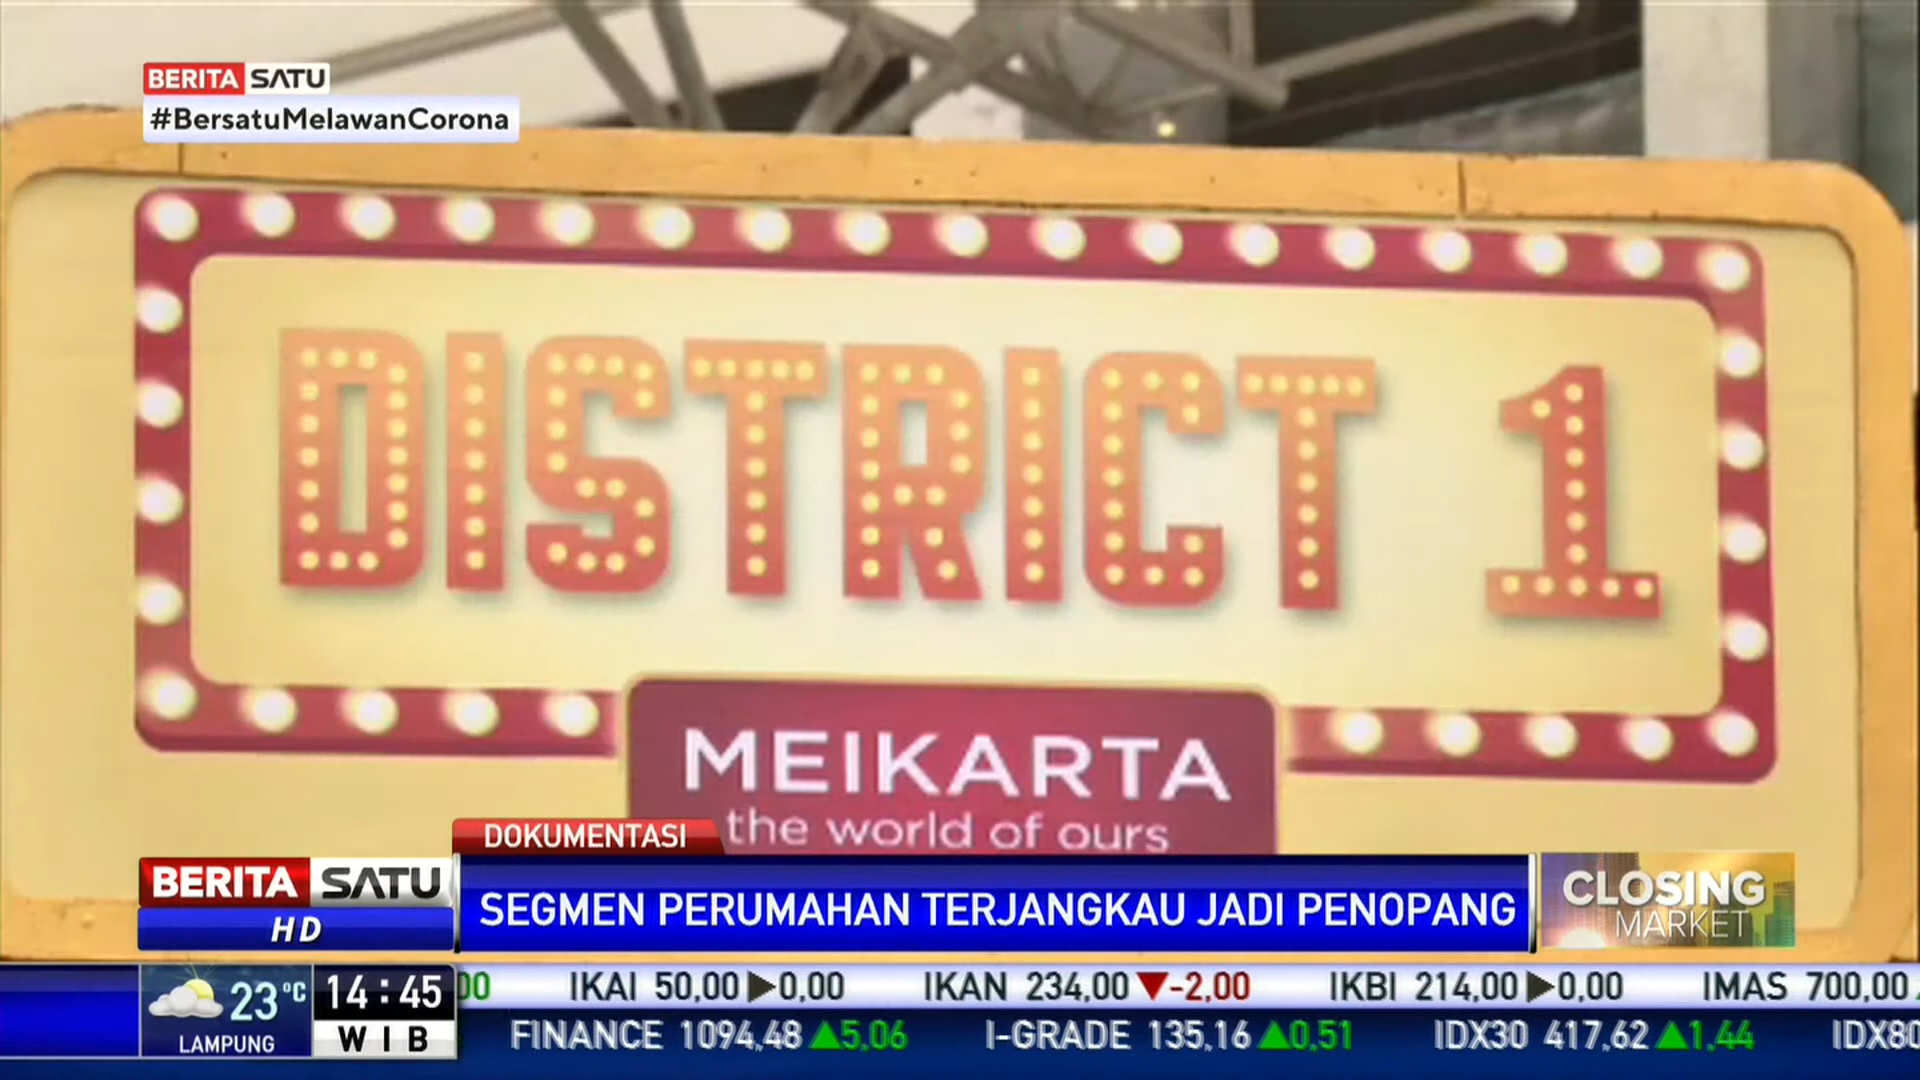 BERITA SATU
#BersatuMelawanCorona
DISTRICT 1
MEIKARTA
the world of ours
DOKUMENTASI
BERITA SATU
HD
SEGMEN PERUMAHAN TERJANGKAU JADI PENOPANG
CLOSING
MARKET
23°C
LAMPUNG
14:45
WIB
00 IKAI 50,00 ▶0,00 IKAN 234,00 ▼-2,00 IKBI 214,00 ▶0,00 IMAS 700,00
FINANCE 1094,48 ▲5,06 I-GRADE 135,16 ▲0,51 IDX30 417,62 ▲1,44 IDX80